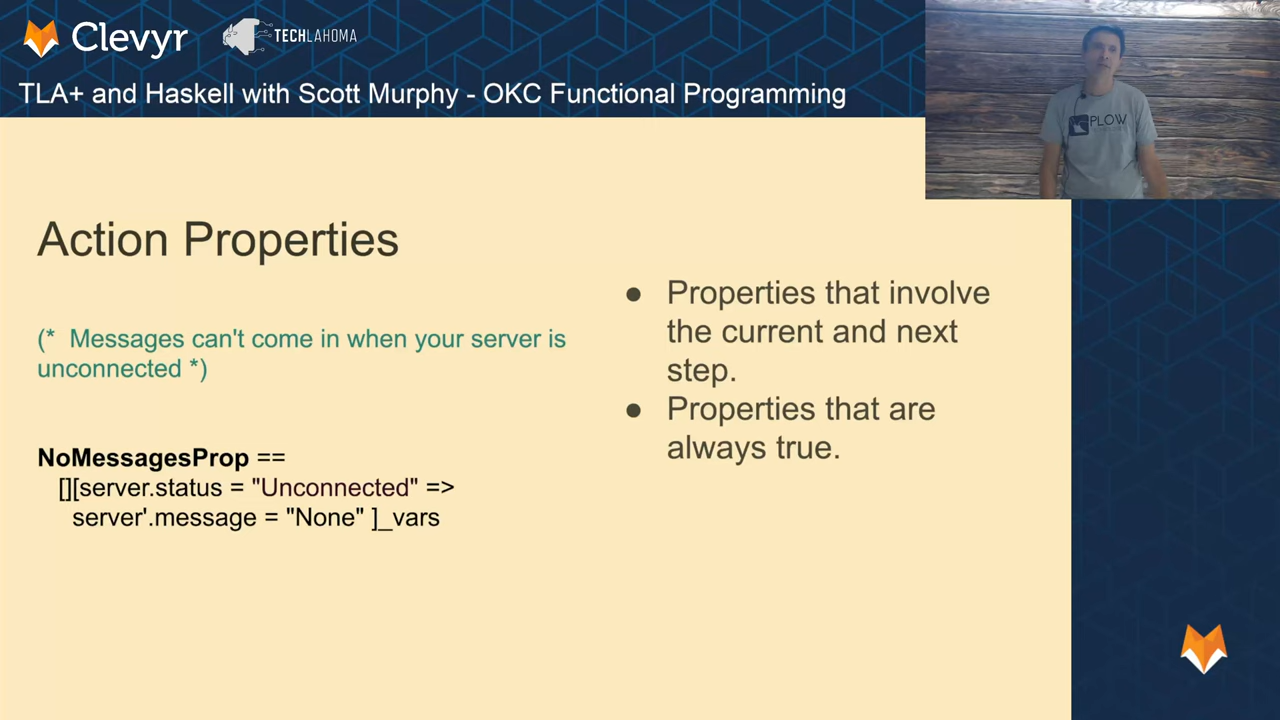 Clevyr
TECHLAHOMA
TLA+ and Haskell with Scott Murphy - OKC Functional Programming
PLOW
Action Properties
(* Messages can't come in when your server is
unconnected *)
NoMessagesProp ==
[][server.status = "Unconnected" =>
server'.message = "None" ]_vars
● Properties that involve
the current and next
step.
● Properties that are
always true.